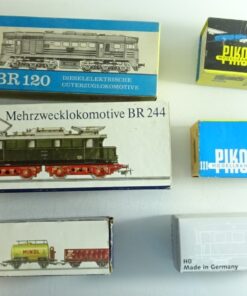 BR 120
DIESELELEKTRISCHE
GÜTERZUGLOKOMOTIVE
PIKO
Mehrzwecklokomotive BR 244
PIKO
MINOL
HO
Made in Germany